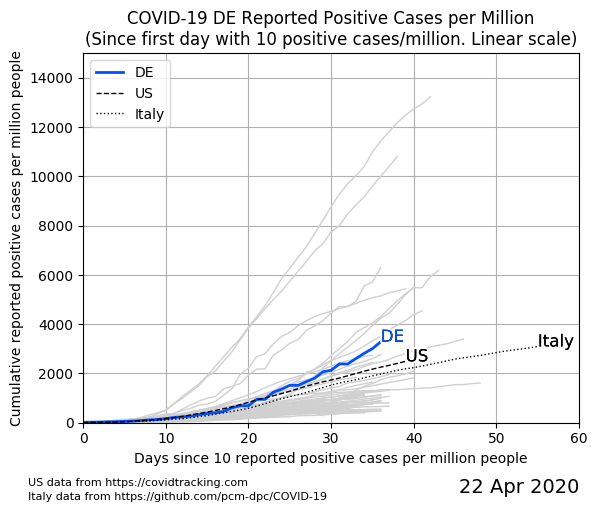 COVID-19 DE Reported Positive Cases per Million
(Since first day with 10 positive cases/million. Linear scale)
Cumulative reported positive cases per million people
14000
12000
10000
8000
6000
4000
2000
0
DE
US
Italy
DE
US
Italy
0 10 20 30 40 50 60
Days since 10 reported positive cases per million people
US data from https://covidtracking.com
Italy data from https://github.com/pcm-dpc/COVID-19
22 Apr 2020